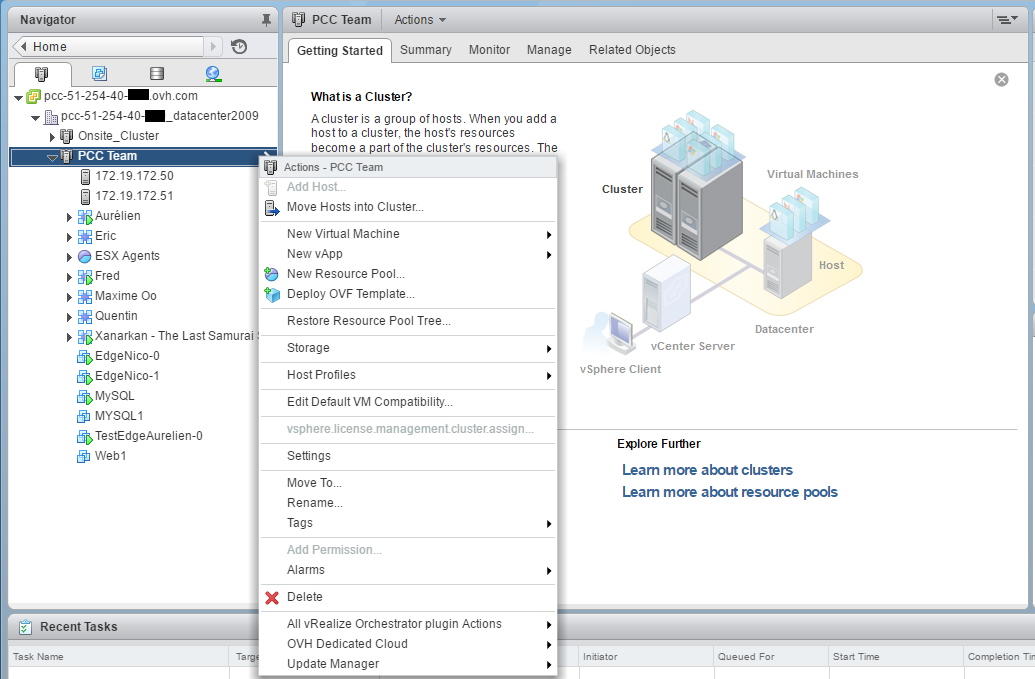 Navigator
Home
pcc-51-254-40- .ovh.com
pcc-51-254-40- _datacenter2009
Onsite_Cluster
PCC Team
172.19.172.50
172.19.172.51
Aurélien
Eric
ESX Agents
Fred
Maxime Oo
Quentin
Xanarkan - The Last Samurai
EdgeNico-0
EdgeNico-1
MySQL
MYSQL1
TestEdgeAurelien-0
Web1
PCC Team Actions
Getting Started Summary Monitor Manage Related Objects
What is a Cluster?
A cluster is a group of hosts. When you add a
host to a cluster, the host's resources
become a part of the cluster's resources. The
Cluster
Virtual Machines
Host
Datacenter
vCenter Server
vSphere Client
Explore Further
Learn more about clusters
Learn more about resource pools
Actions - PCC Team
Add Host...
Move Hosts into Cluster...
New Virtual Machine
New vApp
New Resource Pool...
Deploy OVF Template...
Restore Resource Pool Tree...
Storage
Host Profiles
Edit Default VM Compatibility...
vsphere.license.management.cluster.assign...
Settings
Move To...
Rename...
Tags
Add Permission...
Alarms
Delete
All vRealize Orchestrator plugin Actions
OVH Dedicated Cloud
Update Manager
Recent Tasks
Task Name Targe Initiator Queued For Start Time Completion Tim